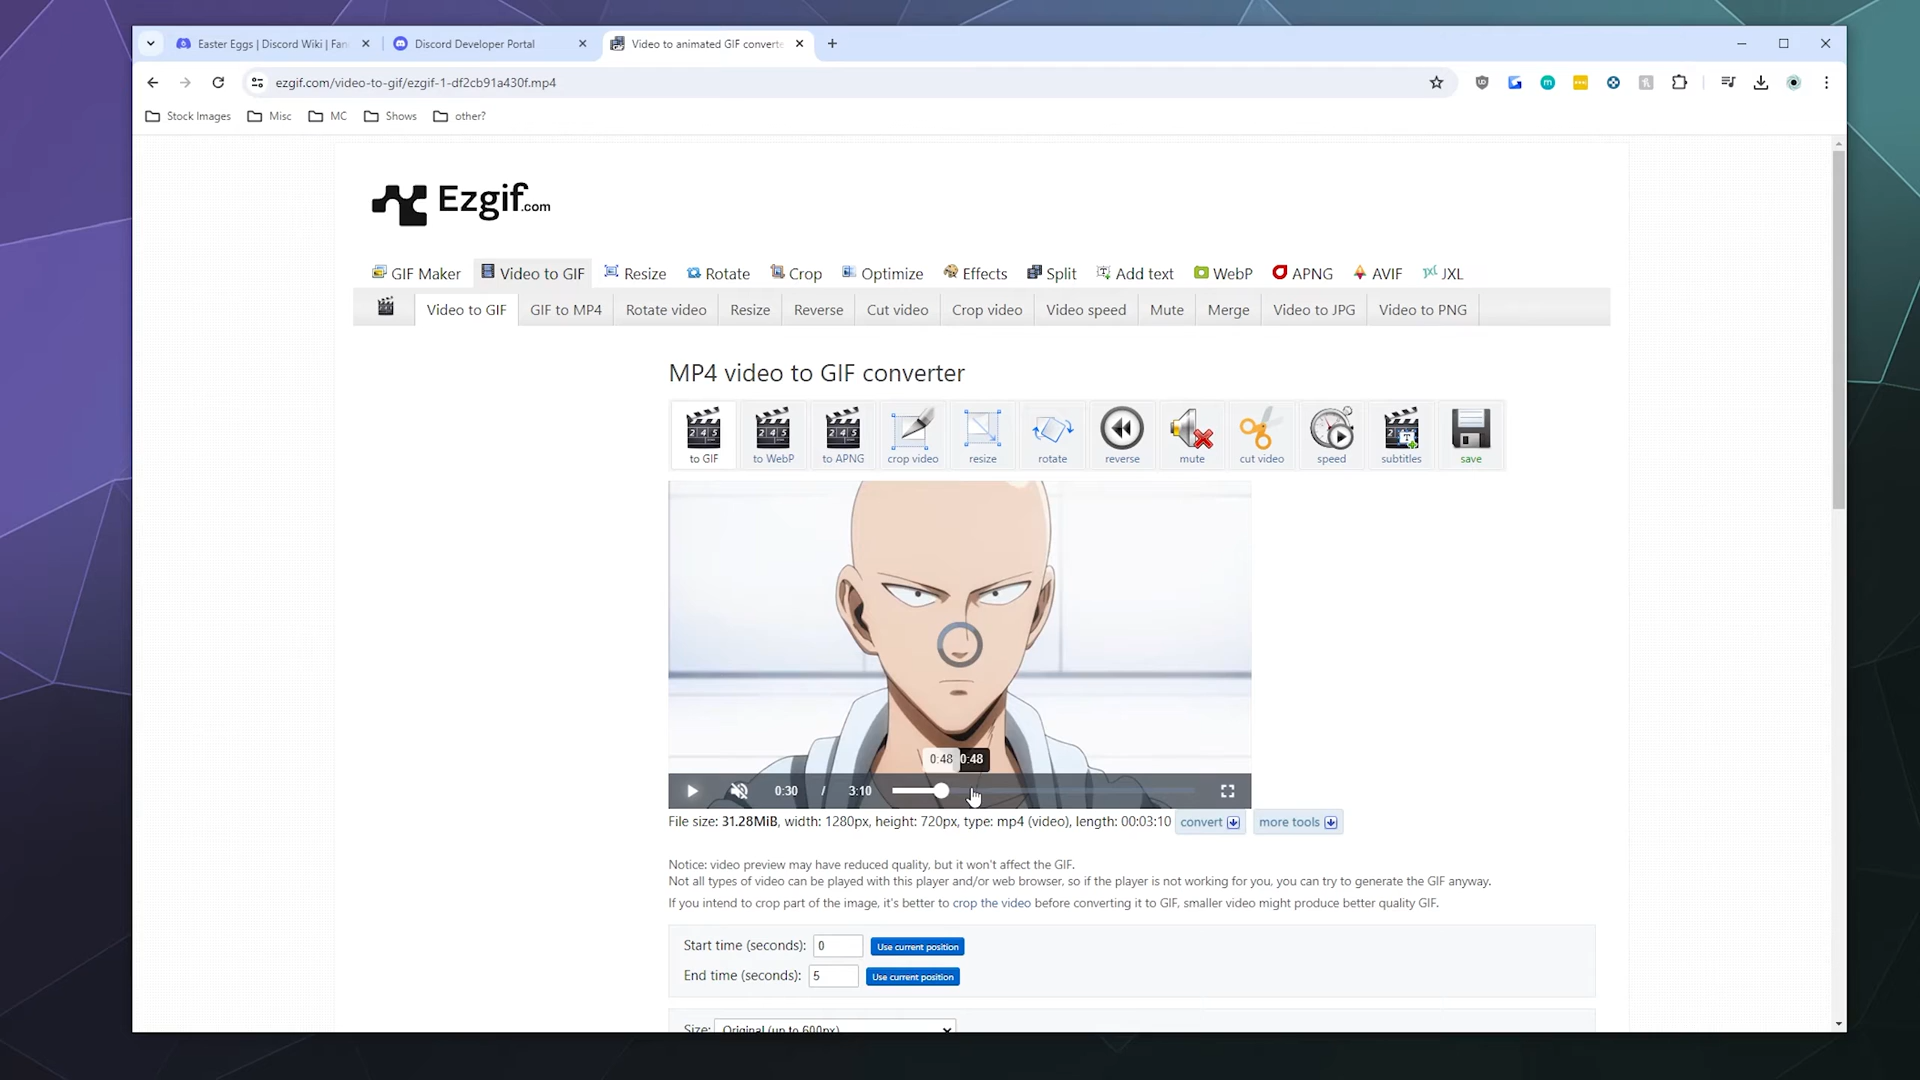 Easter Eggs | Discord Wiki | Fan
Discord Developer Portal
Video to animated GIF converte
ezgif.com/video-to-gif/ezgif-1-df2cb91a430f.mp4
Stock Images
Misc
MC
Shows
other?
Ezgif.com
GIF Maker
Video to GIF
Resize
Rotate
Crop
Optimize
Effects
Split
Add text
WebP
APNG
AVIF
JXL
Video to GIF
GIF to MP4
Rotate video
Resize
Reverse
Cut video
Crop video
Video speed
Mute
Merge
Video to JPG
Video to PNG
MP4 video to GIF converter
to GIF
to WebP
to APNG
crop video
resize
rotate
reverse
mute
cut video
speed
subtitles
save
0:48
0:48
0:30 / 3:10
File size: 31.28MiB, width: 1280px, height: 720px, type: mp4 (video), length: 00:03:10
convert
more tools
Notice: video preview may have reduced quality, but it won't affect the GIF.
Not all types of video can be played with this player and/or web browser, so if the player is not working for you, you can try to generate the GIF anyway.
If you intend to crop part of the image, it's better to crop the video before converting it to GIF, smaller video might produce better quality GIF.
Start time (seconds): 0 Use current position
End time (seconds): 5 Use current position
Size: Original (up to 600px)